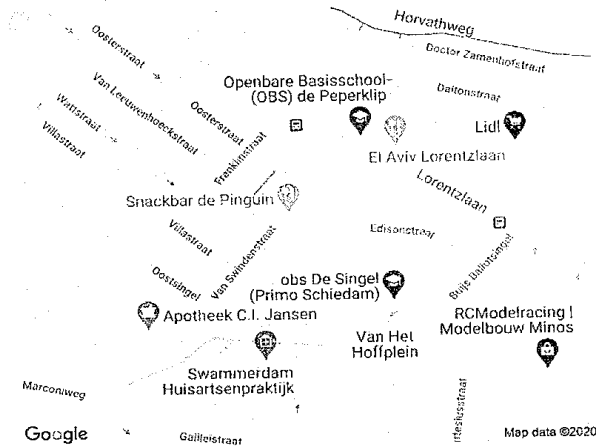 Horvathweg
Oosterstraat
Doctor Zamenhofstraat
Van Leeuwenhoeckstraat
Openbare Basisschool-
(OBS) de Peperklip
Daltonstraat
Wattstraat
Oosterstraat
Lidl
Villastraat
Franklinstraat
El Aviv Lorentzlaan
Snackbar de Pinguin
Lorentzlaan
Villastraat
Van Swindenstraat
Edisonstraat
Oostsingel
Buijs Ballotsingel
obs De Singel
(Primo Schiedam)
Apotheek C.I. Jansen
RCModelracing |
Modelbouw Minos
Van Het
Hoffplein
Swammerdam
Huisartsenpraktijk
Marconiweg
Google
Galileistraat
Map data ©2020